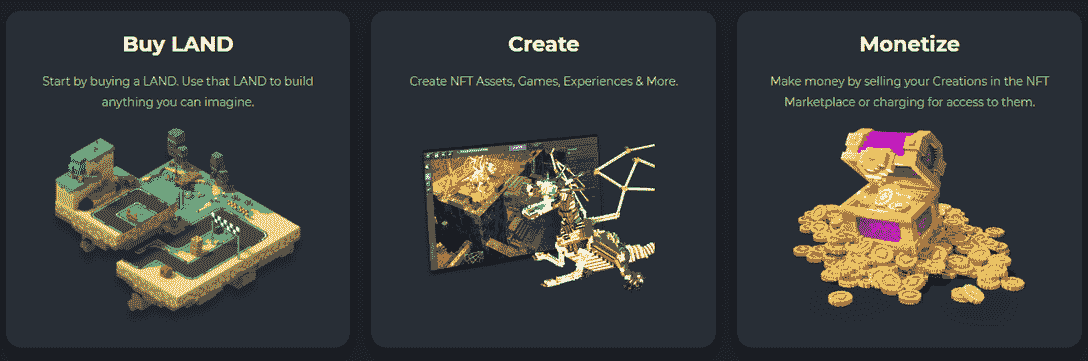 Buy LAND
Start by buying a LAND. Use that LAND to build
anything you can imagine.
Create
Create NFT Assets, Games, Experiences & More.
Monetize
Make money by selling your Creations in the NFT
Marketplace or charging for access to them.